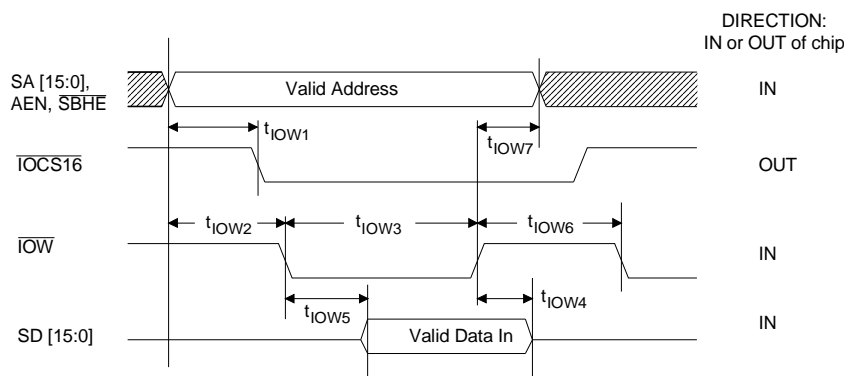 DIRECTION:
IN or OUT of chip
SA [15:0],
AEN, SBHE
Valid Address
IN
tIOW1
tIOW7
IOCS16
OUT
tIOW2
tIOW3
tIOW6
IOW
IN
tIOW5
tIOW4
SD [15:0]
Valid Data In
IN